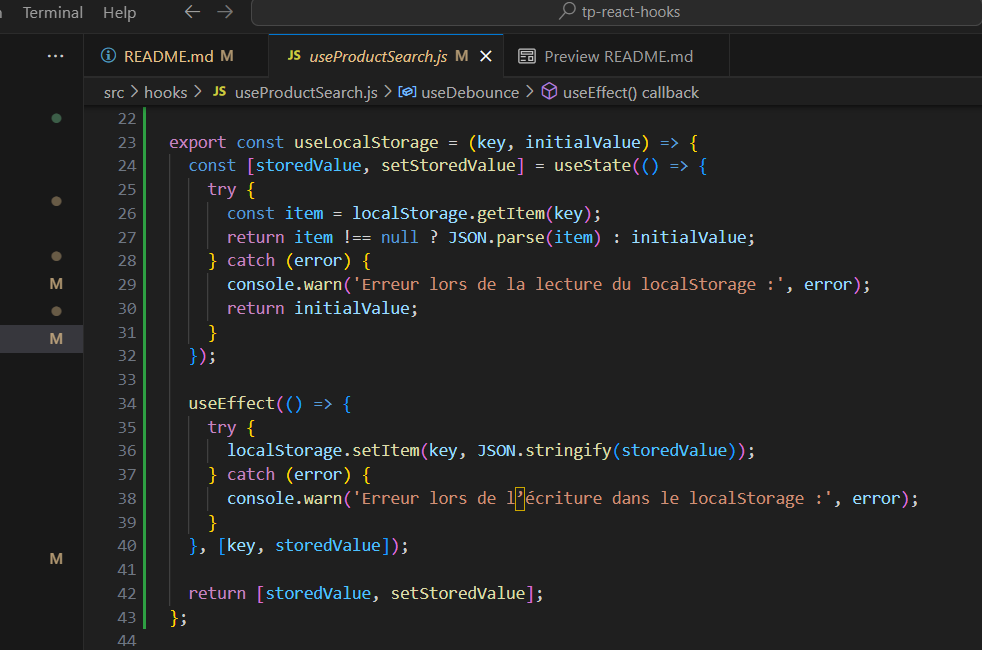 Terminal Help ← → tp-react-hooks
... README.md M JS useProductSearch.js M × Preview README.md
src > hooks > JS useProductSearch.js > useDebounce > useEffect() callback
22
23 export const useLocalStorage = (key, initialValue) => {
24 const [storedValue, setStoredValue] = useState(() => {
25 try {
26 const item = localStorage.getItem(key);
27 return item !== null ? JSON.parse(item) : initialValue;
28 } catch (error) {
M
29 console.warn('Erreur lors de la lecture du localStorage :', error);
30 return initialValue;
31 }
M
32 });
33
34 useEffect(() => {
35 try {
36 localStorage.setItem(key, JSON.stringify(storedValue));
37 } catch (error) {
38 console.warn('Erreur lors de l’écriture dans le localStorage :', error);
39 }
40 }, [key, storedValue]);
M
41
42 return [storedValue, setStoredValue];
43 };
44